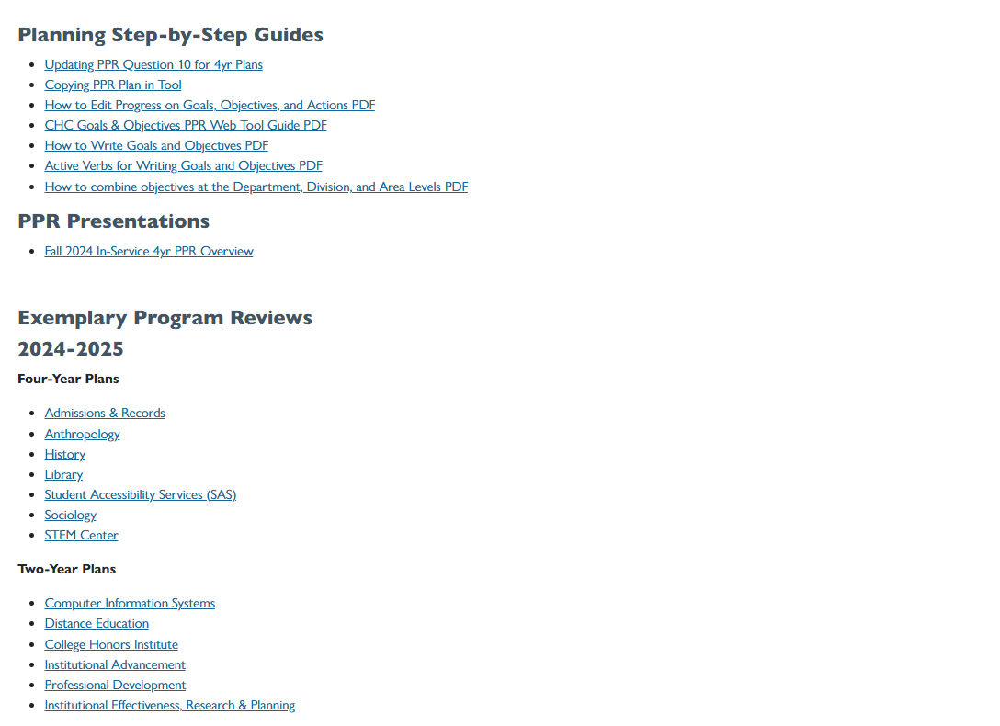 Planning Step-by-Step Guides
Updating PPR Question 10 for 4yr Plans
Copying PPR Plan in Tool
How to Edit Progress on Goals, Objectives, and Actions PDF
CHC Goals & Objectives PPR Web Tool Guide PDF
How to Write Goals and Objectives PDF
Active Verbs for Writing Goals and Objectives PDF
How to combine objectives at the Department, Division, and Area Levels PDF
PPR Presentations
Fall 2024 In-Service 4yr PPR Overview
Exemplary Program Reviews
2024-2025
Four-Year Plans
Admissions & Records
Anthropology
History
Library
Student Accessibility Services (SAS)
Sociology
STEM Center
Two-Year Plans
Computer Information Systems
Distance Education
College Honors Institute
Institutional Advancement
Professional Development
Institutional Effectiveness, Research & Planning